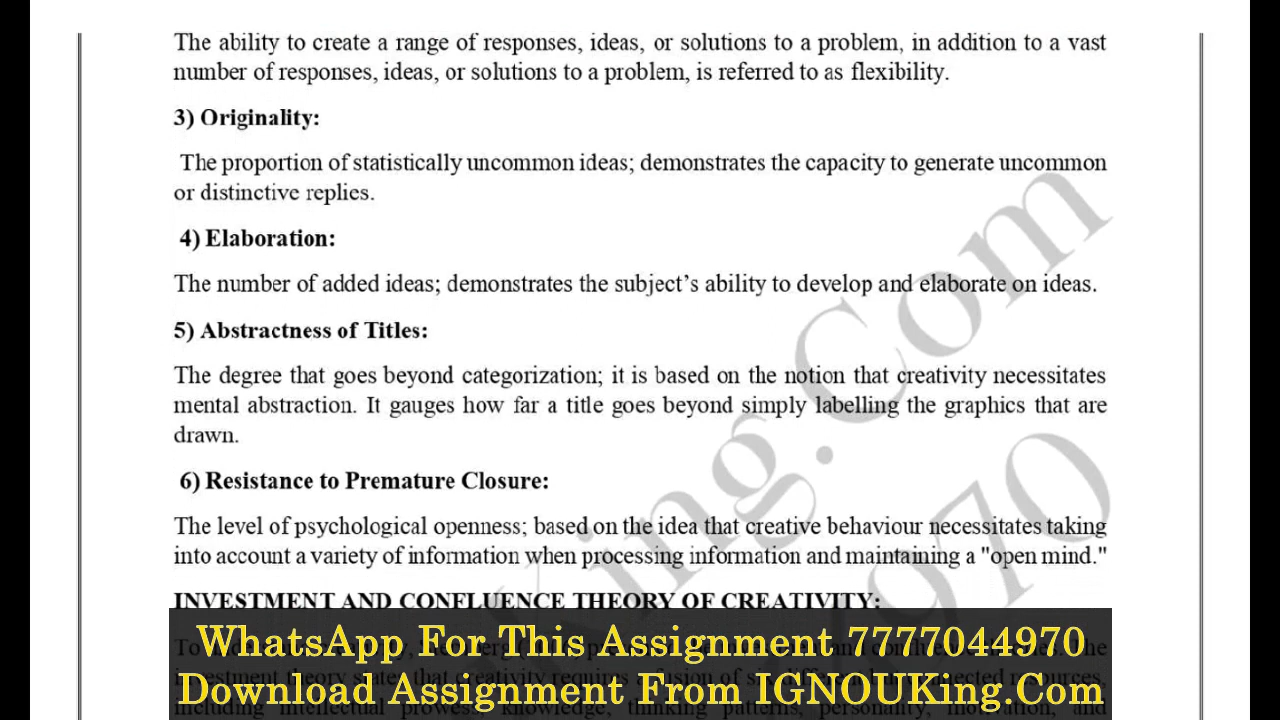 The ability to create a range of responses, ideas, or solutions to a problem, in addition to a vast
number of responses, ideas, or solutions to a problem, is referred to as flexibility.
3) Originality:
The proportion of statistically uncommon ideas; demonstrates the capacity to generate uncommon
or distinctive replies.
4) Elaboration:
The number of added ideas; demonstrates the subject's ability to develop and elaborate on ideas.
5) Abstractness of Titles:
The degree that goes beyond categorization; it is based on the notion that creativity necessitates
mental abstraction. It gauges how far a title goes beyond simply labelling the graphics that are
drawn.
6) Resistance to Premature Closure:
The level of psychological openness; based on the idea that creative behaviour necessitates taking
into account a variety of information when processing information and maintaining a "open mind."
INVESTMENT AND CONFLUENCE THEORY OF CREATIVITY:
WhatsApp For This Assignment 7777044970
Download Assignment From IGNOUKing.Com
King.Com